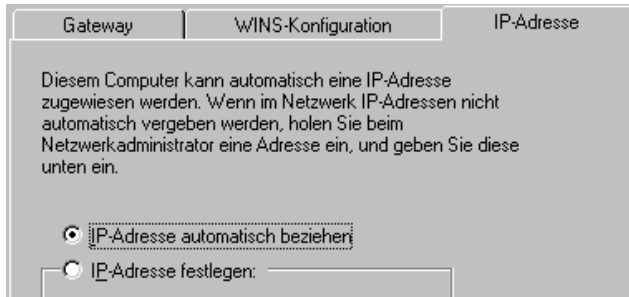 Gateway WINS-Konfiguration IP-Adresse
Diesem Computer kann automatisch eine IP-Adresse
zugewiesen werden. Wenn im Netzwerk IP-Adressen nicht
automatisch vergeben werden, holen Sie beim
Netzwerkadministrator eine Adresse ein, und geben Sie diese
unten ein.
IP-Adresse automatisch beziehen
IP-Adresse festlegen: